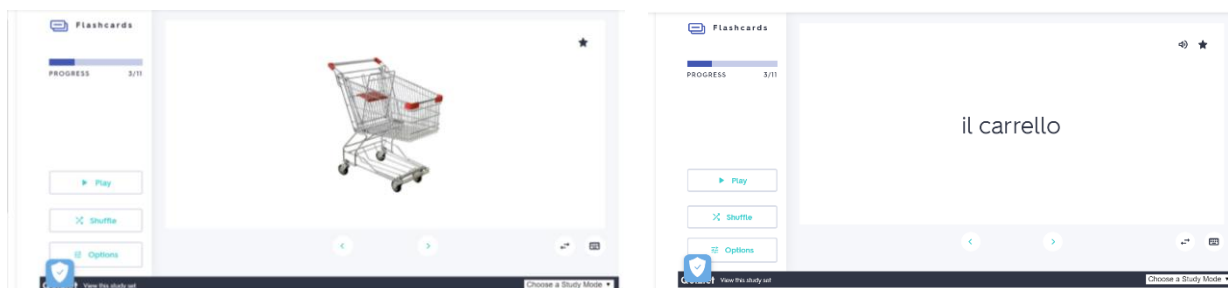 Flashcards
PROGRESS 3/11
Play
Shuffle
Options
View this study set
Choose a Study Mode
Flashcards
PROGRESS 3/11
il carrello
Play
Shuffle
Options
View this study set
Choose a Study Mode